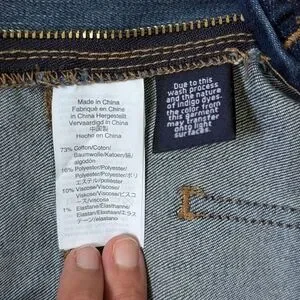 Made in China
Fabriqué en Chine
In China Hergestellt
Vervaardigd in China
中国製
Hecho en China
73% Cotton/Coton/
Baumwolle/Katoen/綿/
algodón
16% Polyester/Polyester/
Polyester/Polyester/ポリ
エステル/poliéster
10% Viscose/Viscose/
Viskose/Viscose/ビスコ
ース/viscosa
1% Elastane/Élasthanne/
Elastan/Elastaan/エラス
テーン/elastano
Due to this
wash process
and the nature
of indigo dyes,
the color from
this garment
may transfer
onto light
surfaces.